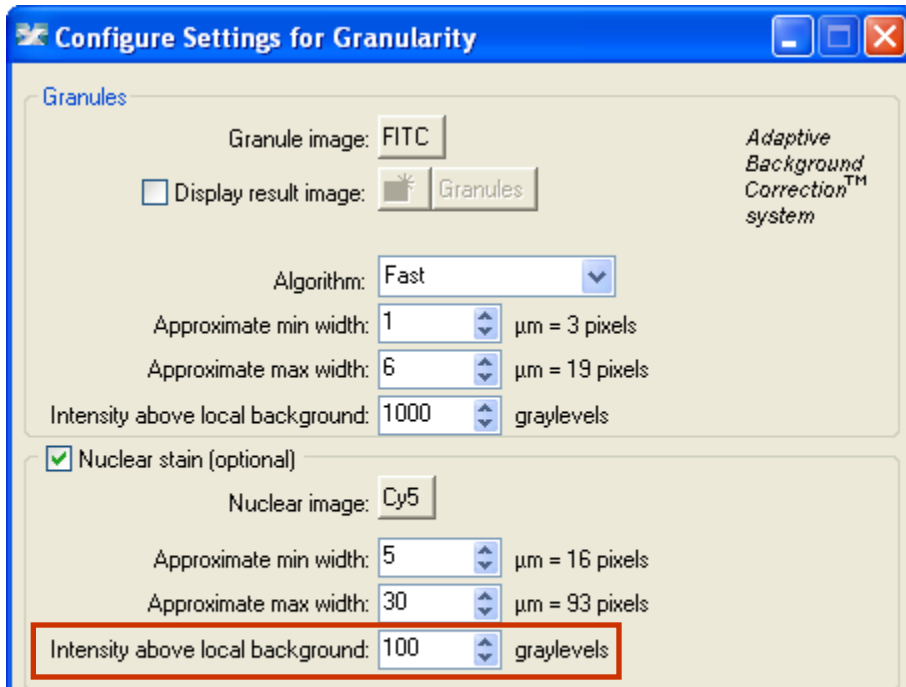 Configure Settings for Granularity
Granules
Granule image: FITC
Adaptive
Background
Correction™
system
Display result image: Granules
Algorithm: Fast
Approximate min width: 1 µm = 3 pixels
Approximate max width: 6 µm = 19 pixels
Intensity above local background: 1000 graylevels
Nuclear stain (optional)
Nuclear image: Cy5
Approximate min width: 5 µm = 16 pixels
Approximate max width: 30 µm = 93 pixels
Intensity above local background: 100 graylevels